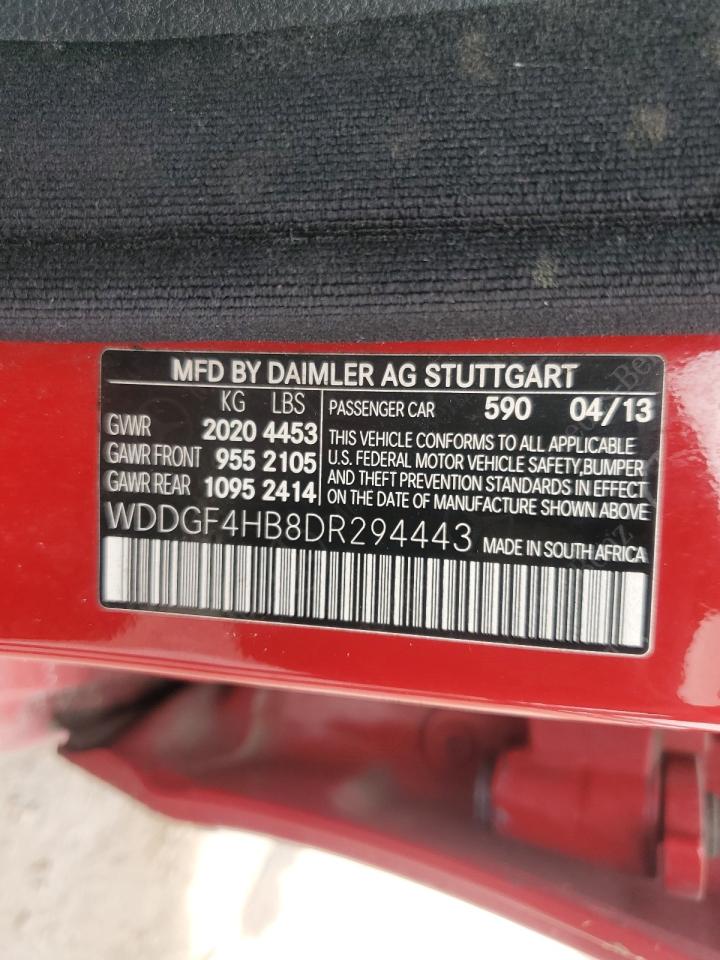 MFD BY DAIMLER AG STUTTGART
KG LBS
GVWR 2020 4453
GAWR FRONT 955 2105
GAWR REAR 1095 2414
PASSENGER CAR 590 04/13
THIS VEHICLE CONFORMS TO ALL APPLICABLE
U.S. FEDERAL MOTOR VEHICLE SAFETY,BUMPER
AND THEFT PREVENTION STANDARDS IN EFFECT
ON THE DATE OF MANUFACTURE SHOWN ABOVE
WDDGF4HB8DR294443 MADE IN SOUTH AFRICA